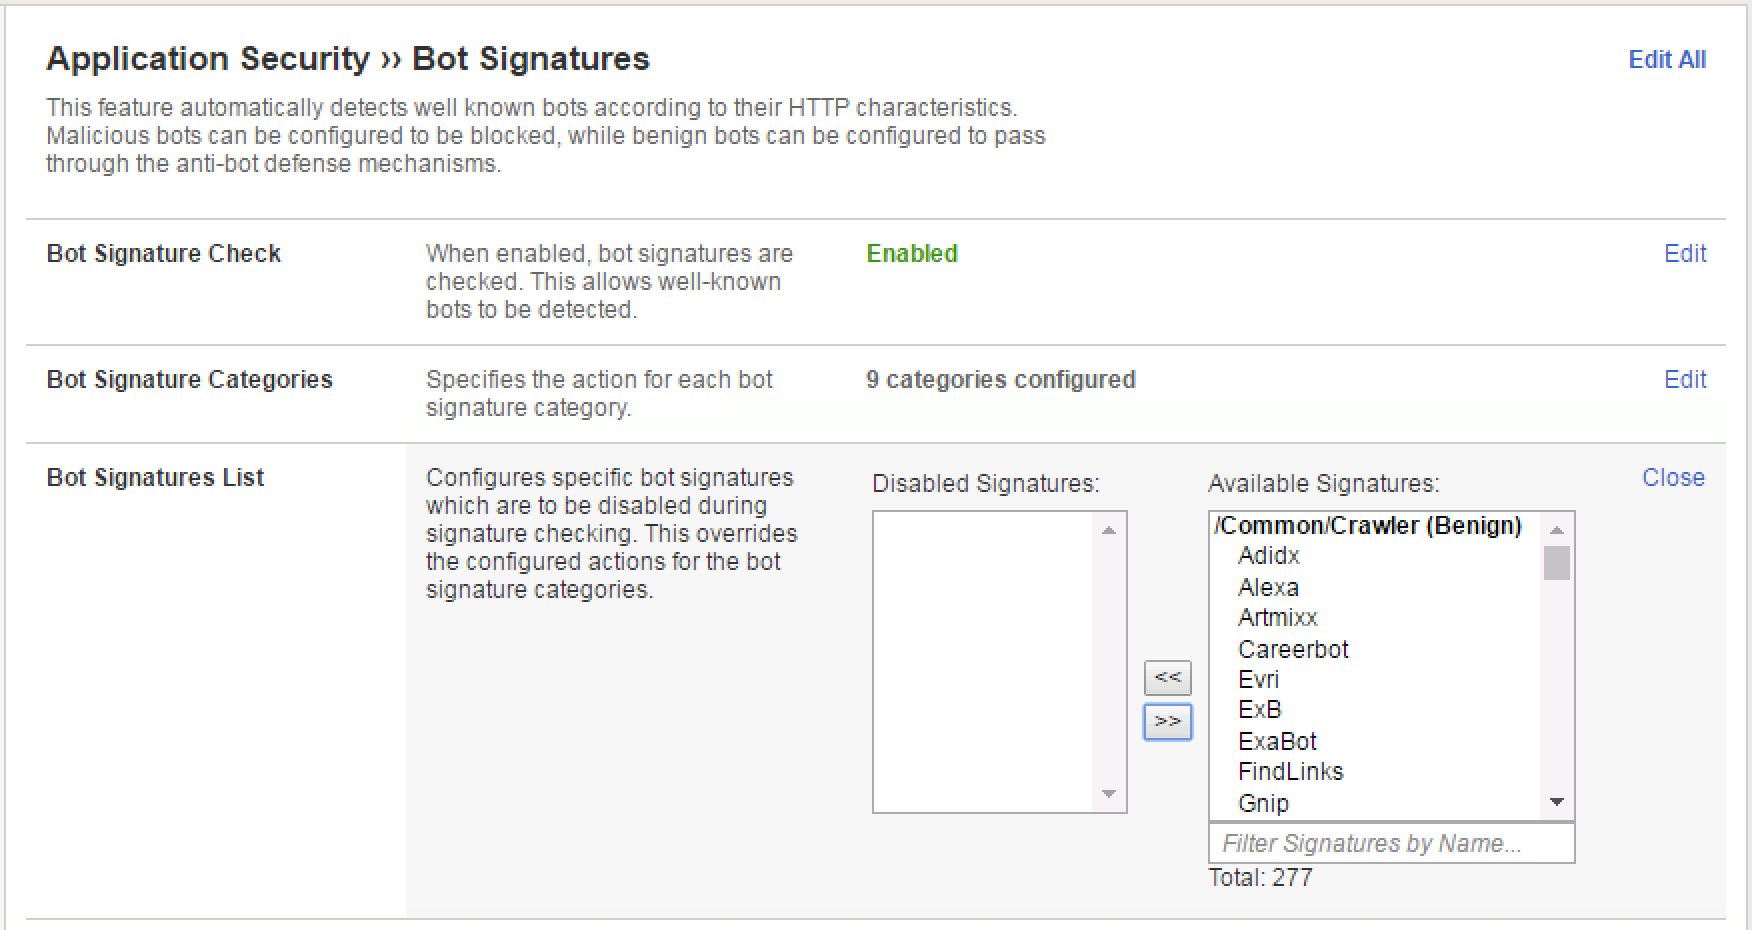 Application Security ›› Bot Signatures
Edit All
This feature automatically detects well known bots according to their HTTP characteristics.
Malicious bots can be configured to be blocked, while benign bots can be configured to pass
through the anti-bot defense mechanisms.
Bot Signature Check
When enabled, bot signatures are
checked. This allows well-known
bots to be detected.
Enabled
Edit
Bot Signature Categories
Specifies the action for each bot
signature category.
9 categories configured
Edit
Bot Signatures List
Configures specific bot signatures
which are to be disabled during
signature checking. This overrides
the configured actions for the bot
signature categories.
Disabled Signatures:
<<
>>
Available Signatures:
/Common/Crawler (Benign)
Adidx
Alexa
Artmixx
Careerbot
Evri
ExB
ExaBot
FindLinks
Gnip
Filter Signatures by Name...
Total: 277
Close